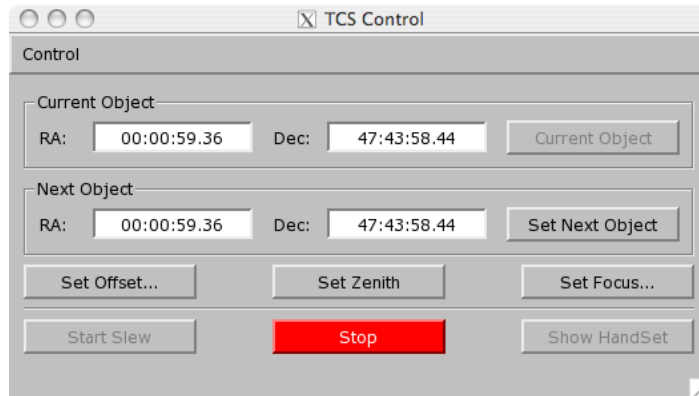 TCS Control
Control
Current Object
RA: 00:00:59.36 Dec: 47:43:58.44 Current Object
Next Object
RA: 00:00:59.36 Dec: 47:43:58.44 Set Next Object
Set Offset... Set Zenith Set Focus...
Start Slew Stop Show HandSet